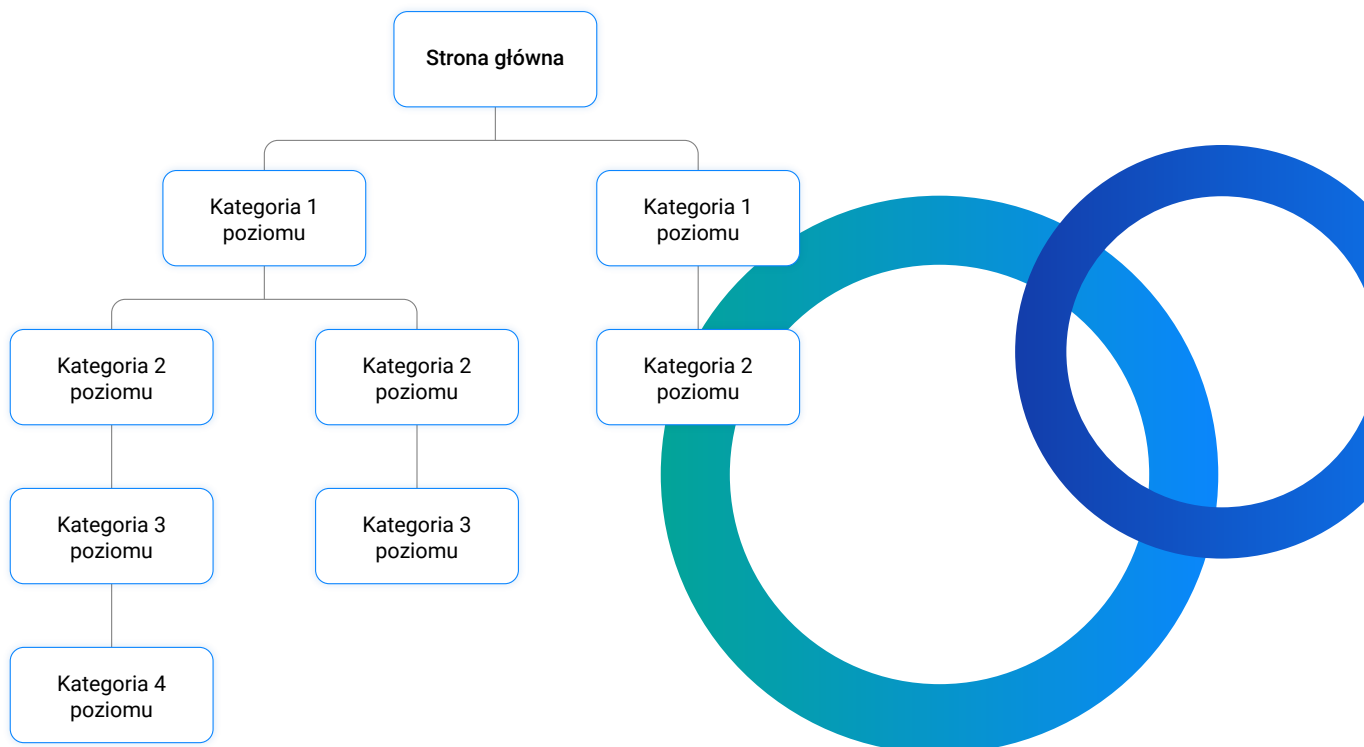 Strona główna
Kategoria 1
poziomu
Kategoria 1
poziomu
Kategoria 2
poziomu
Kategoria 2
poziomu
Kategoria 2
poziomu
Kategoria 3
poziomu
Kategoria 3
poziomu
Kategoria 4
poziomu